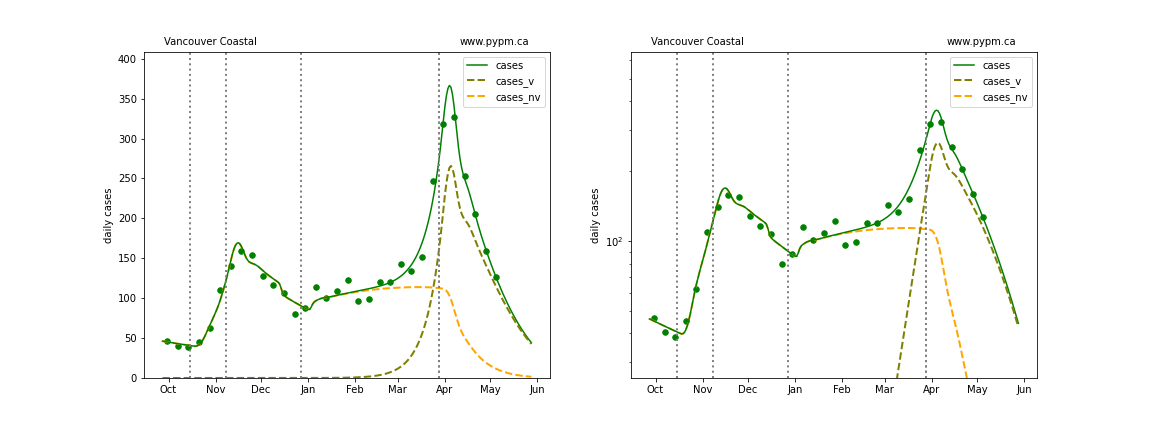 Vancouver Coastal www.pypm.ca
cases
cases_v
cases_nv
daily cases
400
350
300
250
200
150
100
50
0
Oct Nov Dec Jan Feb Mar Apr May Jun
Vancouver Coastal www.pypm.ca
cases
cases_v
cases_nv
daily cases
10²
Oct Nov Dec Jan Feb Mar Apr May Jun